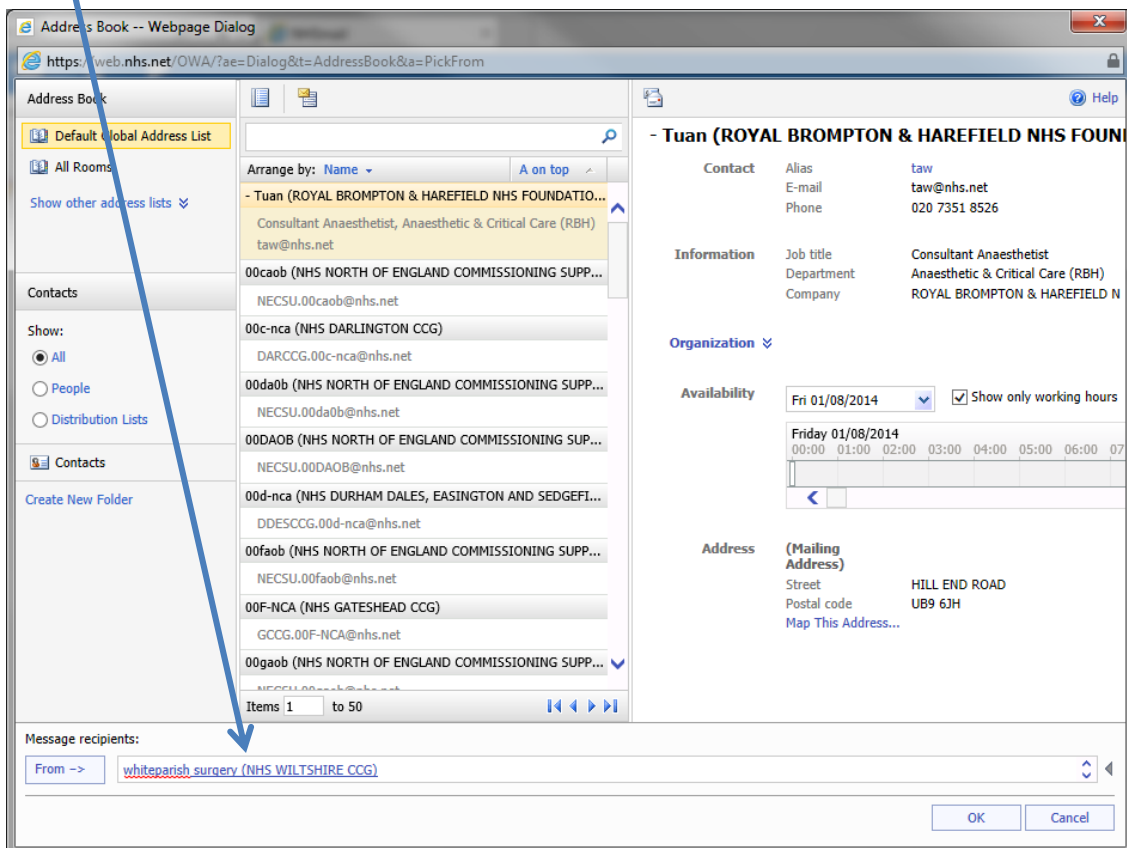 Address Book -- Webpage Dialog
https://web.nhs.net/OWA/?ae=Dialog&t=AddressBook&a=PickFrom
Address Book
Default Global Address List
All Rooms
Show other address lists
Contacts
Show:
All
People
Distribution Lists
Contacts
Create New Folder
Arrange by: Name A on top
- Tuan (ROYAL BROMPTON & HAREFIELD NHS FOUNDATIO...
Consultant Anaesthetist, Anaesthetic & Critical Care (RBH)
taw@nhs.net
00caob (NHS NORTH OF ENGLAND COMMISSIONING SUPP...
NECSU.00caob@nhs.net
00c-nca (NHS DARLINGTON CCG)
DARCCG.00c-nca@nhs.net
00da0b (NHS NORTH OF ENGLAND COMMISSIONING SUPP...
NECSU.00da0b@nhs.net
00DAOB (NHS NORTH OF ENGLAND COMMISSIONING SUP...
NECSU.00DAOB@nhs.net
00d-nca (NHS DURHAM DALES, EASINGTON AND SEDGEFI...
DDESCCG.00d-nca@nhs.net
00faob (NHS NORTH OF ENGLAND COMMISSIONING SUPP...
NECSU.00faob@nhs.net
00F-NCA (NHS GATESHEAD CCG)
GCCG.00F-NCA@nhs.net
00gaob (NHS NORTH OF ENGLAND COMMISSIONING SUPP...
Items 1 to 50
Help
- Tuan (ROYAL BROMPTON & HAREFIELD NHS FOUN
Contact Alias taw
E-mail taw@nhs.net
Phone 020 7351 8526
Information Job title Consultant Anaesthetist
Department Anaesthetic & Critical Care (RBH)
Company ROYAL BROMPTON & HAREFIELD N
Organization
Availability Fri 01/08/2014 Show only working hours
Friday 01/08/2014
00:00 01:00 02:00 03:00 04:00 05:00 06:00 07
Address (Mailing
Address)
Street HILL END ROAD
Postal code UB9 6JH
Map This Address...
Message recipients:
From -> whiteparish surgery (NHS WILTSHIRE CCG)
OK Cancel